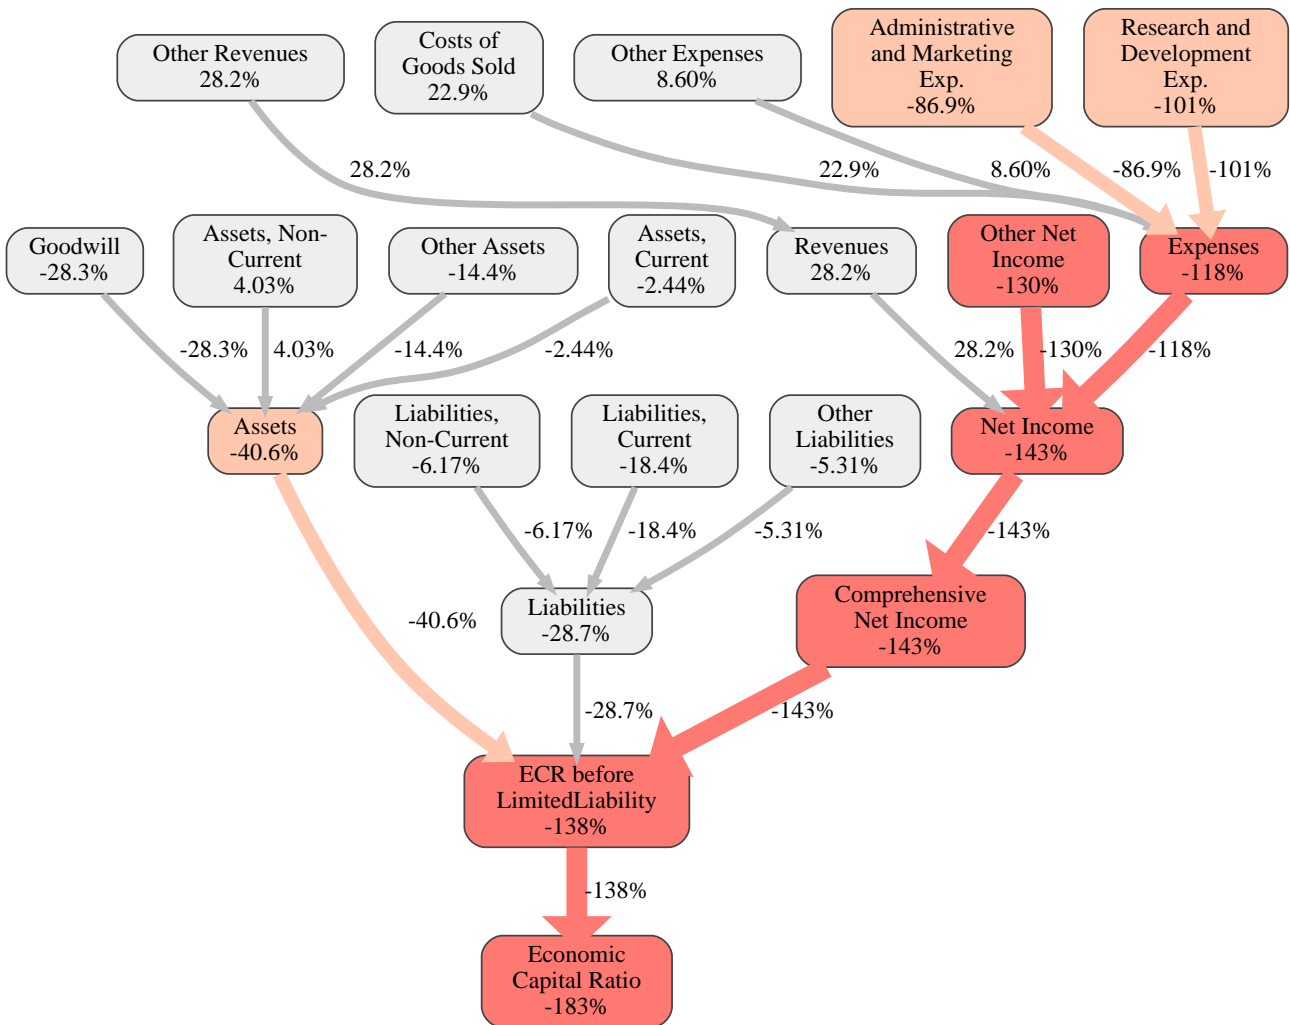 Other Revenues
28.2%
Costs of
Goods Sold
22.9%
Other Expenses
8.60%
Administrative
and Marketing
Exp.
-86.9%
Research and
Development
Exp.
-101%
28.2%
22.9%
8.60%
-86.9%
-101%
Goodwill
-28.3%
Assets, Non-
Current
4.03%
Other Assets
-14.4%
Assets,
Current
-2.44%
Revenues
28.2%
Other Net
Income
-130%
Expenses
-118%
-28.3%
4.03%
-14.4%
-2.44%
28.2%
-130%
-118%
Assets
-40.6%
Liabilities,
Non-Current
-6.17%
Liabilities,
Current
-18.4%
Other
Liabilities
-5.31%
Net Income
-143%
-6.17%
-18.4%
-5.31%
-143%
-40.6%
Liabilities
-28.7%
Comprehensive
Net Income
-143%
-28.7%
-143%
ECR before
LimitedLiability
-138%
-138%
Economic
Capital Ratio
-183%